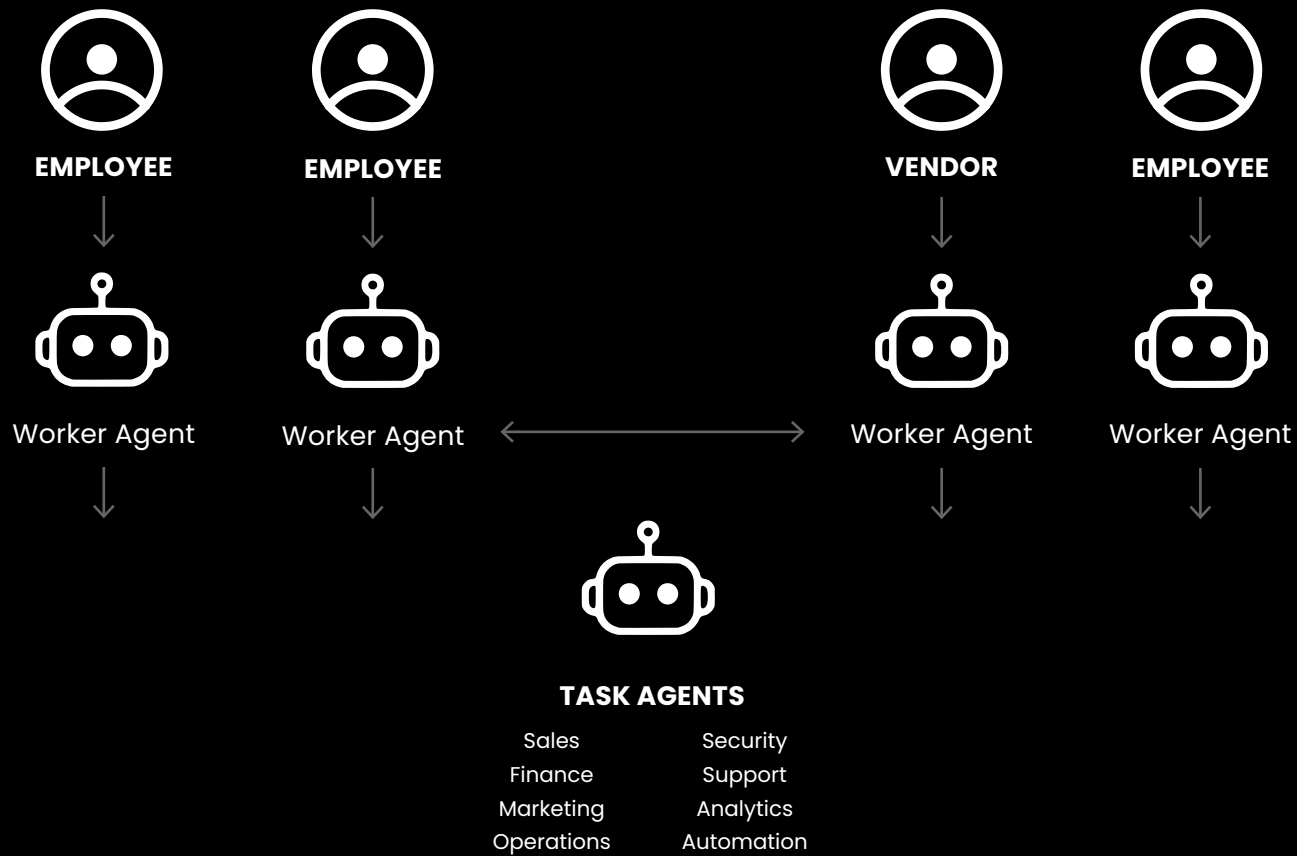 EMPLOYEE
EMPLOYEE
VENDOR
EMPLOYEE
Worker Agent
Worker Agent
Worker Agent
Worker Agent
TASK AGENTS
Sales
Security
Finance
Support
Marketing
Analytics
Operations
Automation